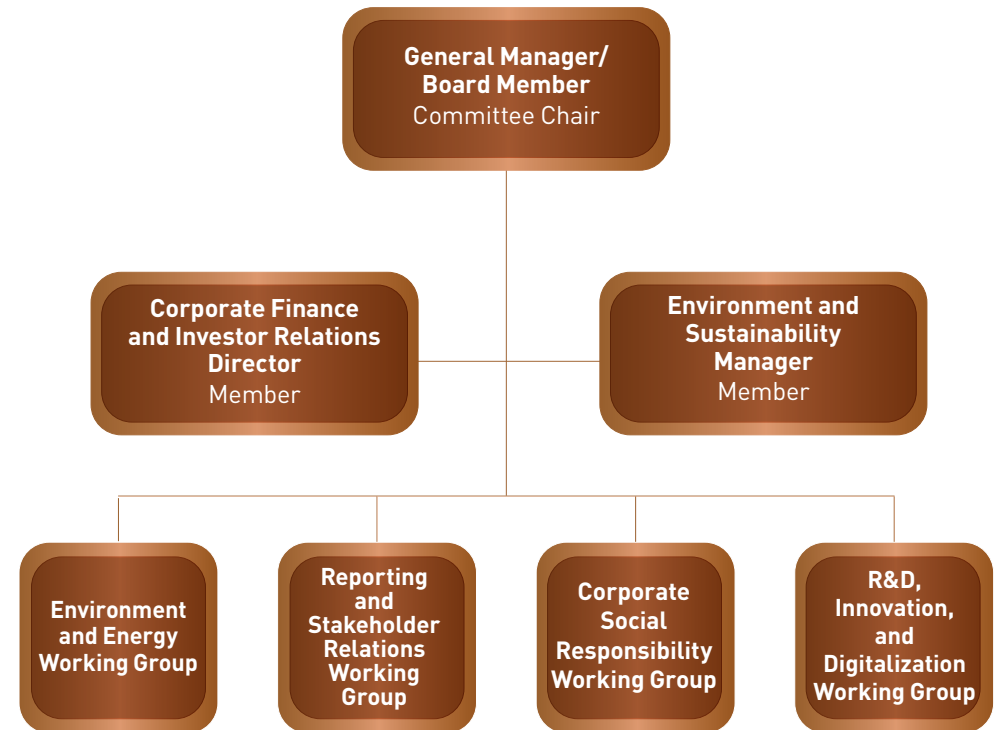 General Manager/
Board Member
Committee Chair
Corporate Finance
and Investor Relations
Director
Member
Environment and
Sustainability
Manager
Member
Environment
and Energy
Working Group
Reporting
and
Stakeholder
Relations
Working
Group
Corporate
Social
Responsibility
Working Group
R&D,
Innovation,
and
Digitalization
Working Group